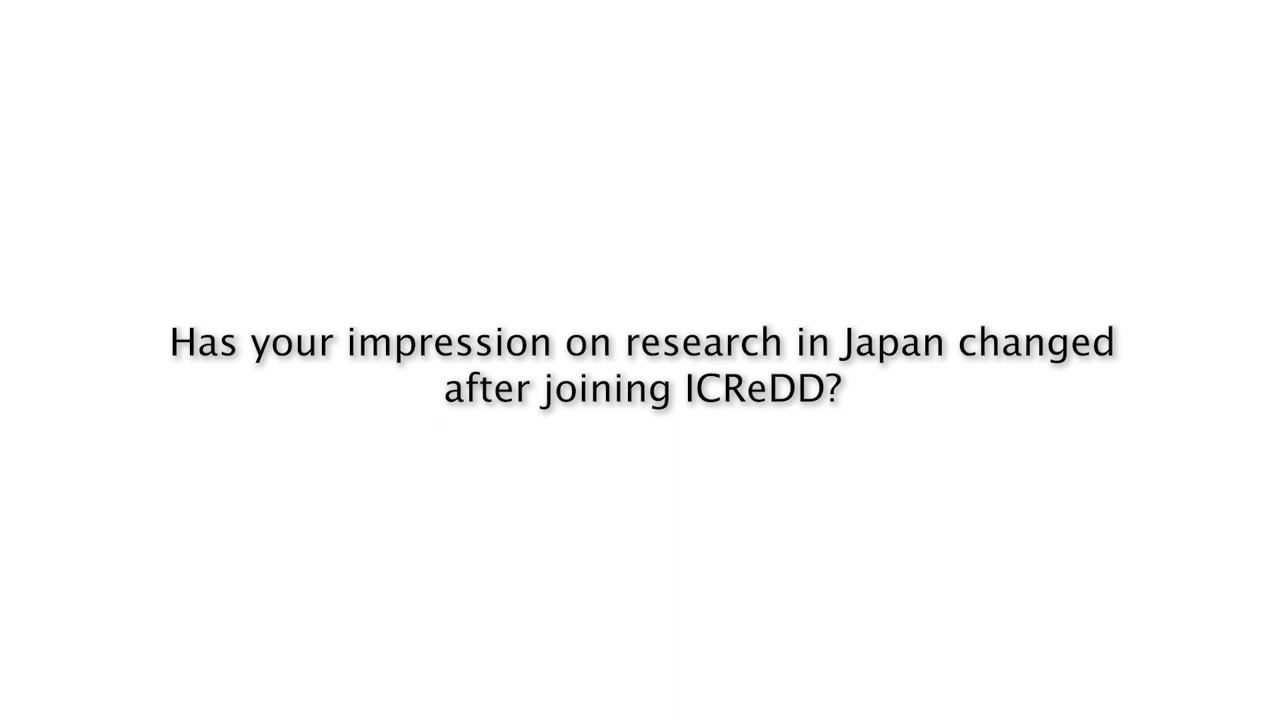 Has your impression on research in Japan changed
after joining ICReDD?